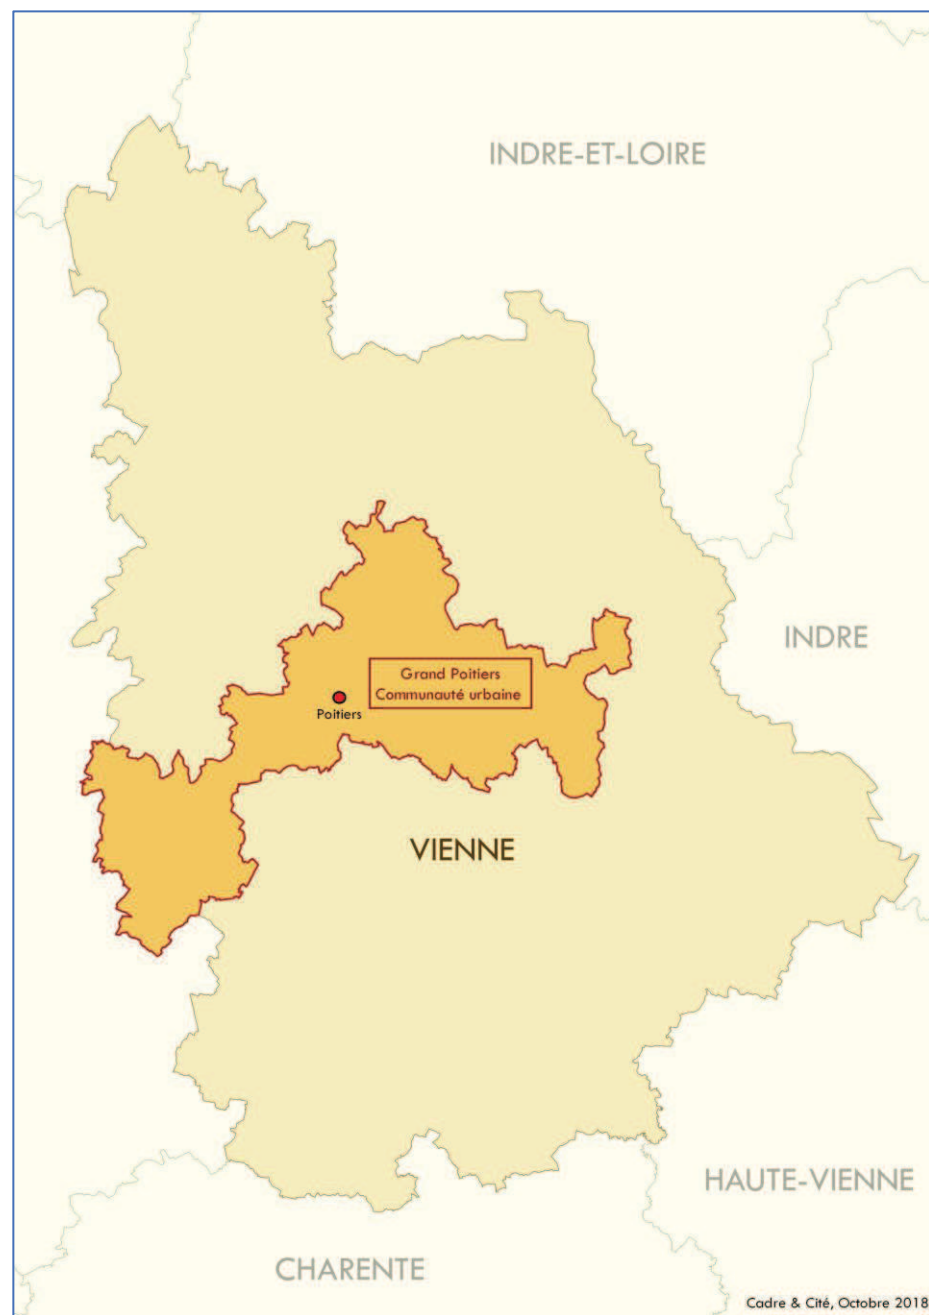 INDRE-ET-LOIRE
INDRE
Grand Poitiers
Communauté urbaine
Poitiers
VIENNE
HAUTE-VIENNE
CHARENTE
Cadre & Cité, Octobre 2018